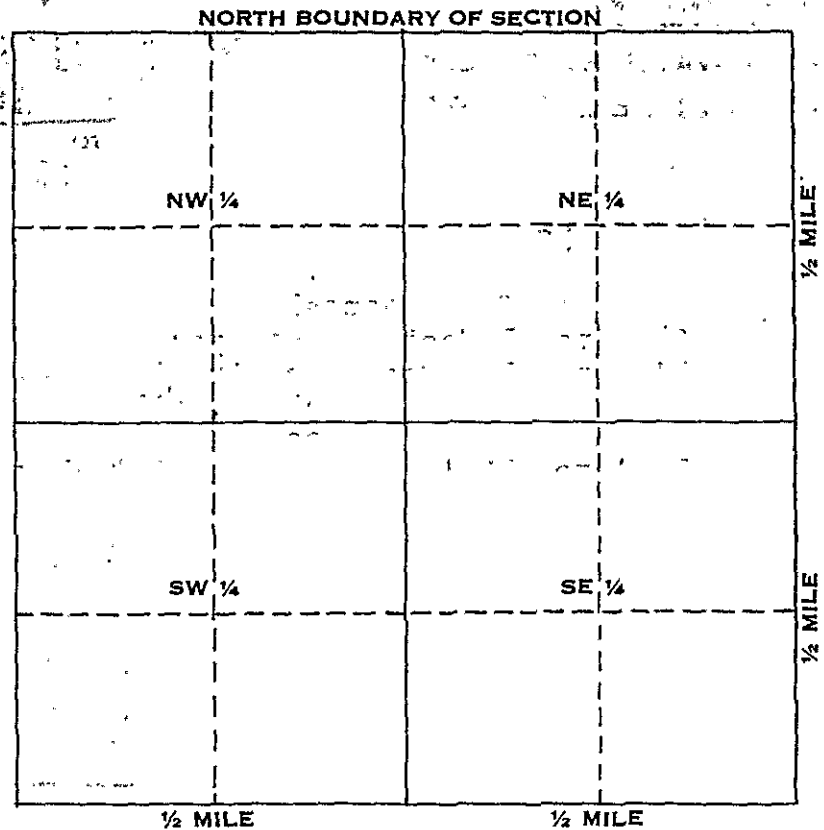 NORTH BOUNDARY OF SECTION
NW 1/4
NE 1/4
1/2 MILE
SW 1/4
SE 1/4
1/2 MILE
1/2 MILE
1/2 MILE